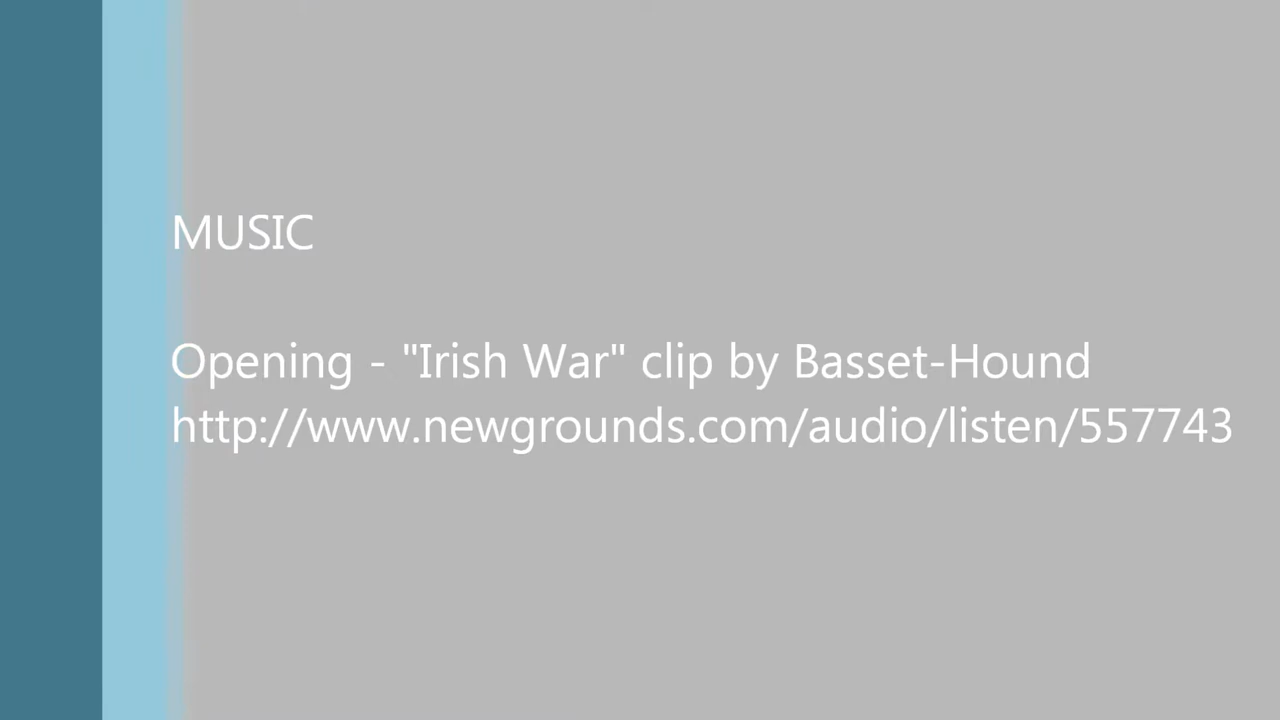 MUSIC
Opening - "Irish War" clip by Basset-Hound
http://www.newgrounds.com/audio/listen/557743